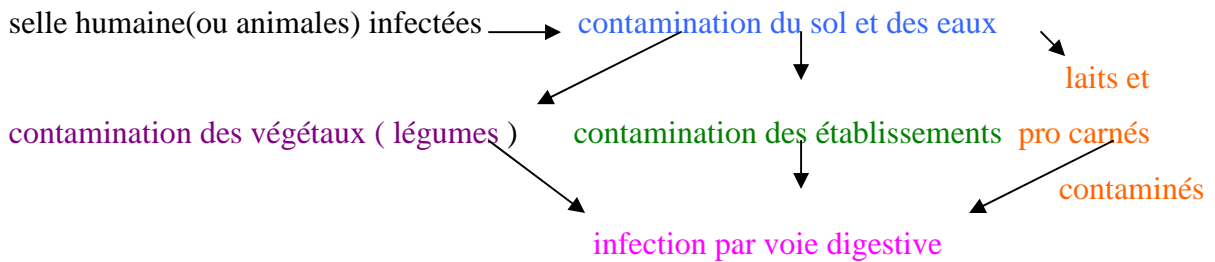 selle humaine(ou animales) infectées contamination du sol et des eaux
laits et
contamination des végétaux ( légumes ) contamination des établissements pro carnés
contaminés
infection par voie digestive